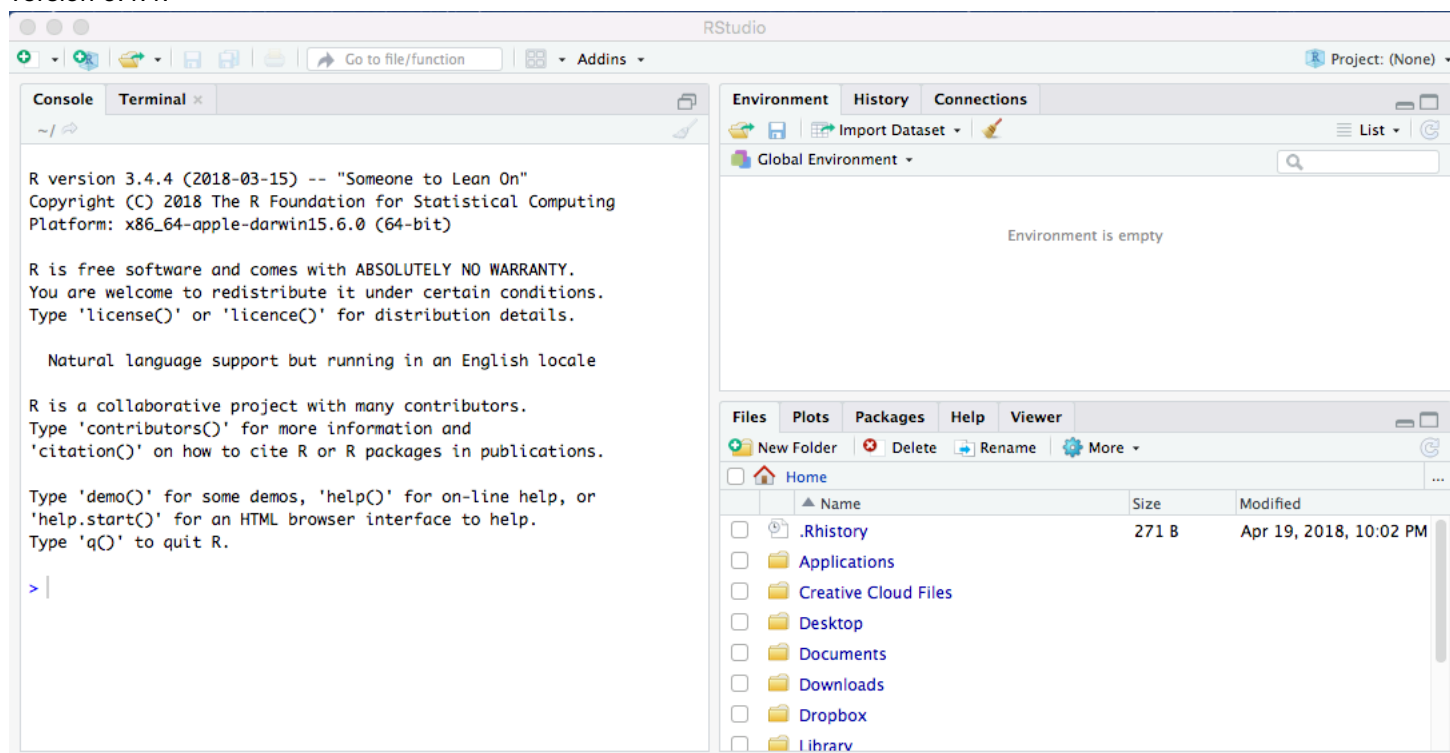 RStudio
Go to file/function
Addins
Project: (None)
Console Terminal
~/
R version 3.4.4 (2018-03-15) -- "Someone to Lean On"
Copyright (C) 2018 The R Foundation for Statistical Computing
Platform: x86_64-apple-darwin15.6.0 (64-bit)
R is free software and comes with ABSOLUTELY NO WARRANTY.
You are welcome to redistribute it under certain conditions.
Type 'license()' or 'licence()' for distribution details.
Natural language support but running in an English locale
R is a collaborative project with many contributors.
Type 'contributors()' for more information and
'citation()' on how to cite R or R packages in publications.
Type 'demo()' for some demos, 'help()' for on-line help, or
'help.start()' for an HTML browser interface to help.
Type 'q()' to quit R.
>
Environment History Connections
Import Dataset List
Global Environment
Environment is empty
Files Plots Packages Help Viewer
New Folder Delete Rename More
Home ...
Name Size Modified
.Rhistory 271 B Apr 19, 2018, 10:02 PM
Applications
Creative Cloud Files
Desktop
Documents
Downloads
Dropbox
Library